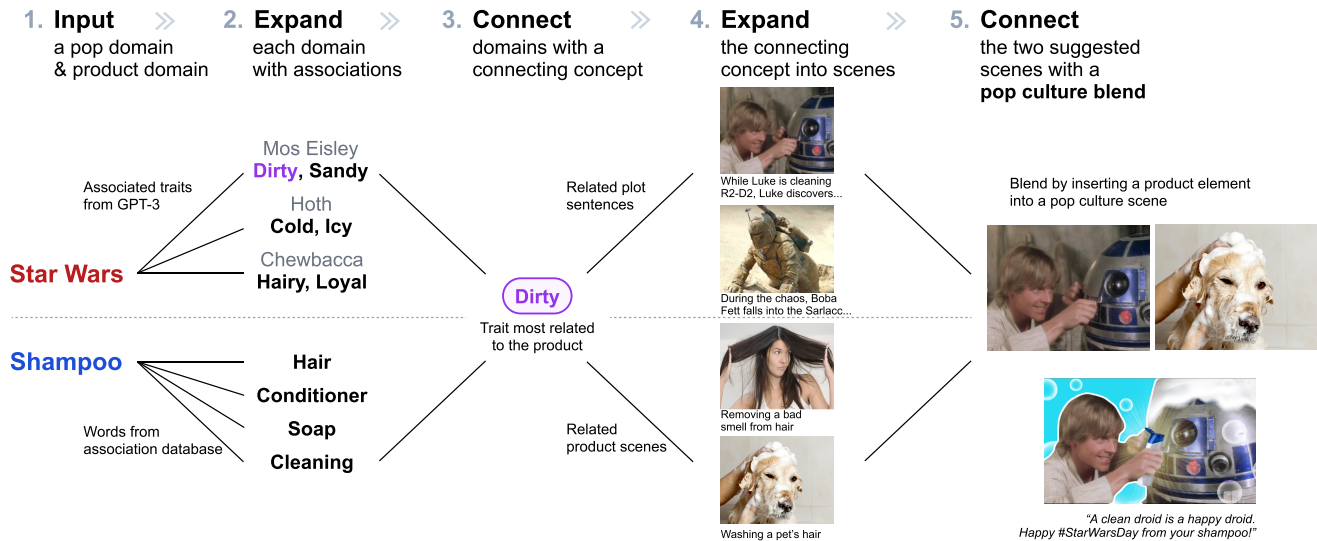 1. Input
a pop domain
& product domain
2. Expand
each domain
with associations
3. Connect
domains with a
connecting concept
4. Expand
the connecting
concept into scenes
5. Connect
the two suggested
scenes with a
pop culture blend
Associated traits
from GPT-3
Star Wars
Mos Eisley
Dirty, Sandy
Hoth
Cold, Icy
Chewbacca
Hairy, Loyal
Shampoo
Words from
association database
Hair
Conditioner
Soap
Cleaning
Dirty
Trait most related
to the product
Related plot
sentences
Related
product scenes
While Luke is cleaning
R2-D2, Luke discovers...
During the chaos, Boba
Fett falls into the Sarlacc...
Removing a bad
smell from hair
Washing a pet's hair
Blend by inserting a product element
into a pop culture scene
“A clean droid is a happy droid.
Happy #StarWarsDay from your shampoo!”